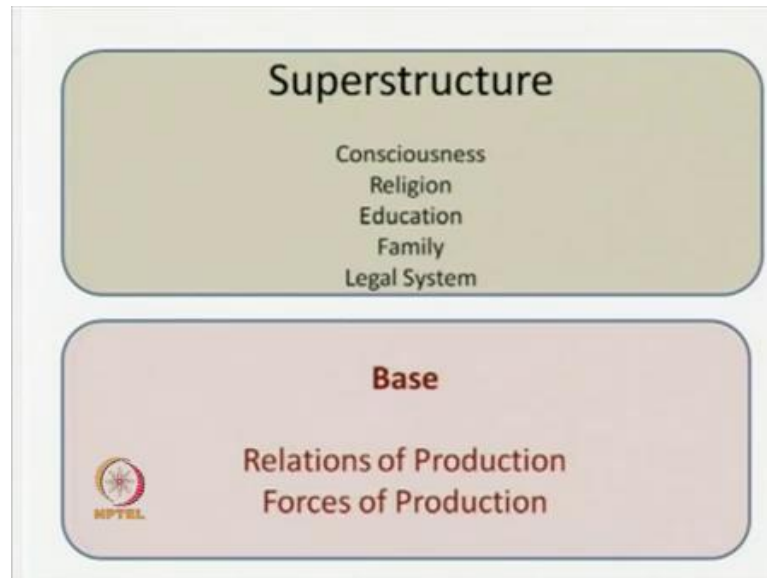 Superstructure
Consciousness
Religion
Education
Family
Legal System
Base
Relations of Production
Forces of Production
NPTEL